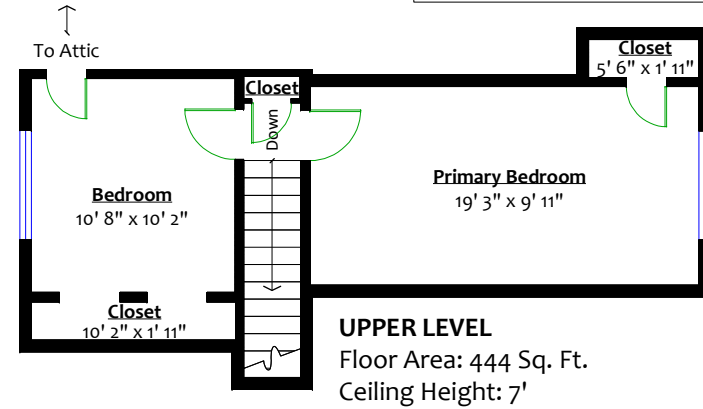 To Attic
Closet
5' 6" x 1' 11"
Closet
Down
Bedroom
10' 8" x 10' 2"
Primary Bedroom
19' 3" x 9' 11"
Closet
10' 2" x 1' 11"
UPPER LEVEL
Floor Area: 444 Sq. Ft.
Ceiling Height: 7'